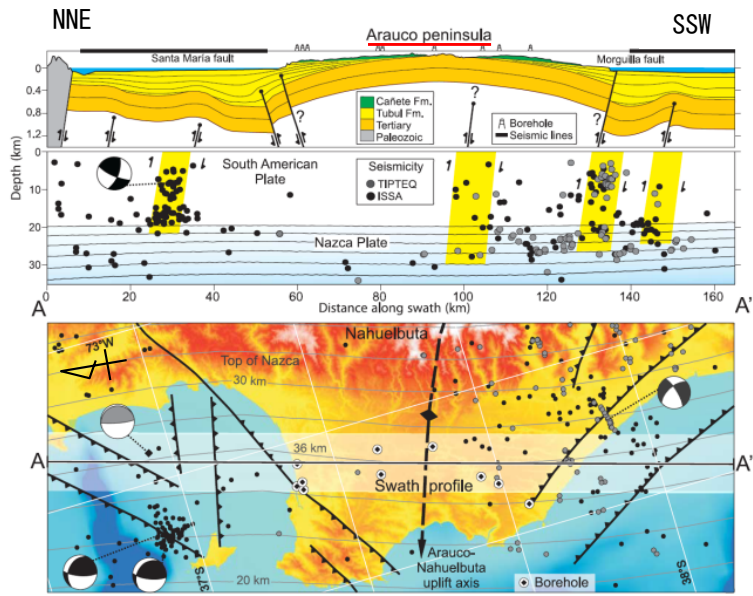 NNE
Arauco peninsula
SSW
Santa María fault
Morguilla fault
0
0.4
0.8
1.2
?
?
?
Cañete Fm.
Tubul Fm.
Tertiary
Paleozoic
Borehole
Seismic lines
Depth (km)
0
10
20
30
South American
Plate
Seismicity
TIPTEQ
ISSA
Nazca Plate
A
0
20
40
60
80
100
120
140
160
A'
Distance along swath (km)
73°W
Nahuelbuta
Top of Nazca
30 km
36 km
A
A'
Swath profile
Arauco-
Nahuelbuta
uplift axis
20 km
37°S
38°S
Borehole